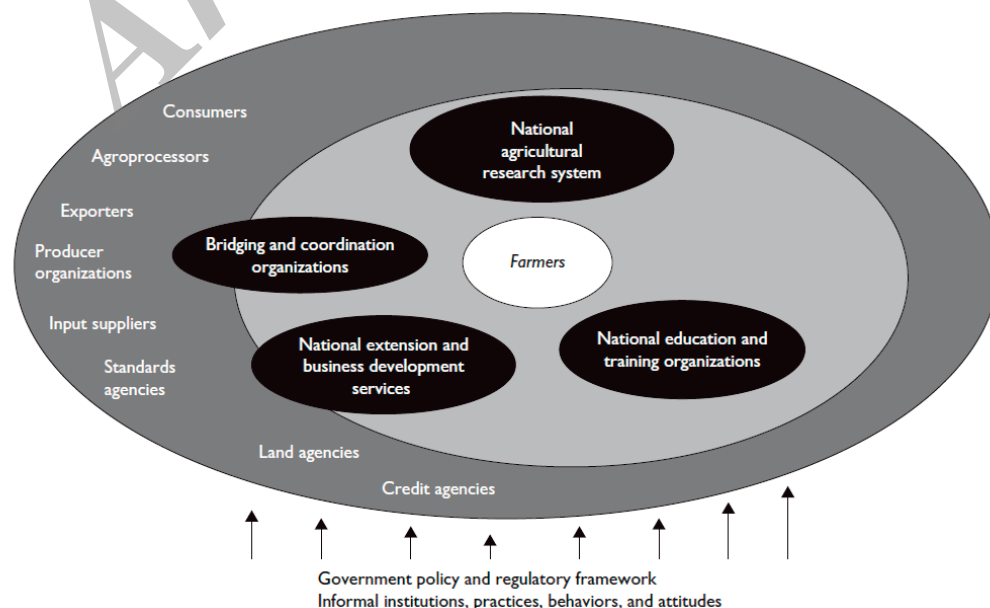 Consumers
Agroprocessors
Exporters
Producer
organizations
Input suppliers
Standards
agencies
Land agencies
Credit agencies
National
agricultural
research system
Bridging and coordination
organizations
Farmers
National extension and
business development
services
National education and
training organizations
Government policy and regulatory framework
Informal institutions, practices, behaviors, and attitudes